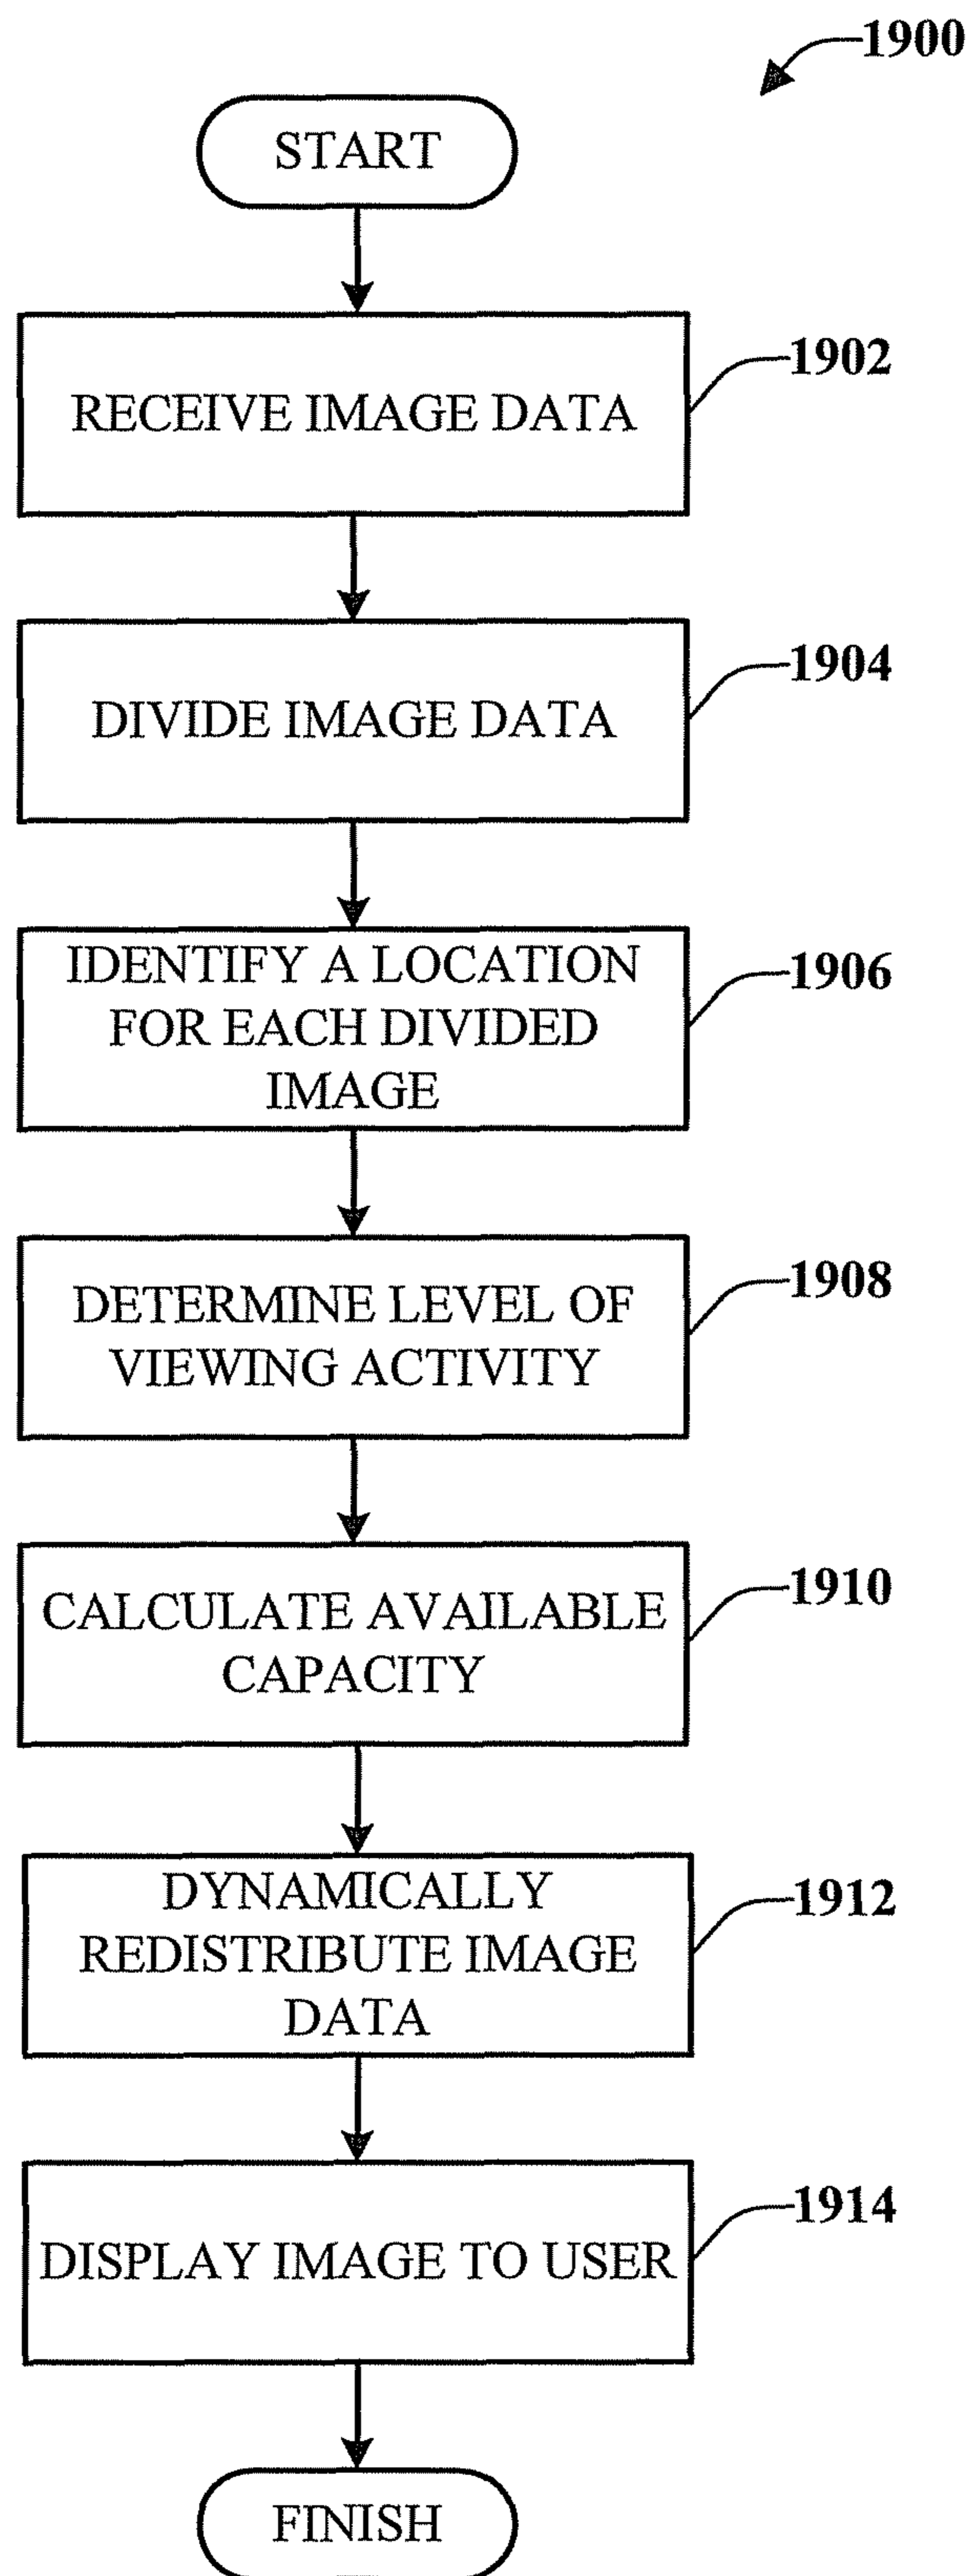 1900
START
RECEIVE IMAGE DATA
1902
DIVIDE IMAGE DATA
1904
IDENTIFY A LOCATION
FOR EACH DIVIDED
IMAGE
1906
DETERMINE LEVEL OF
VIEWING ACTIVITY
1908
CALCULATE AVAILABLE
CAPACITY
1910
DYNAMICALLY
REDISTRIBUTE IMAGE
DATA
1912
DISPLAY IMAGE TO USER
1914
FINISH